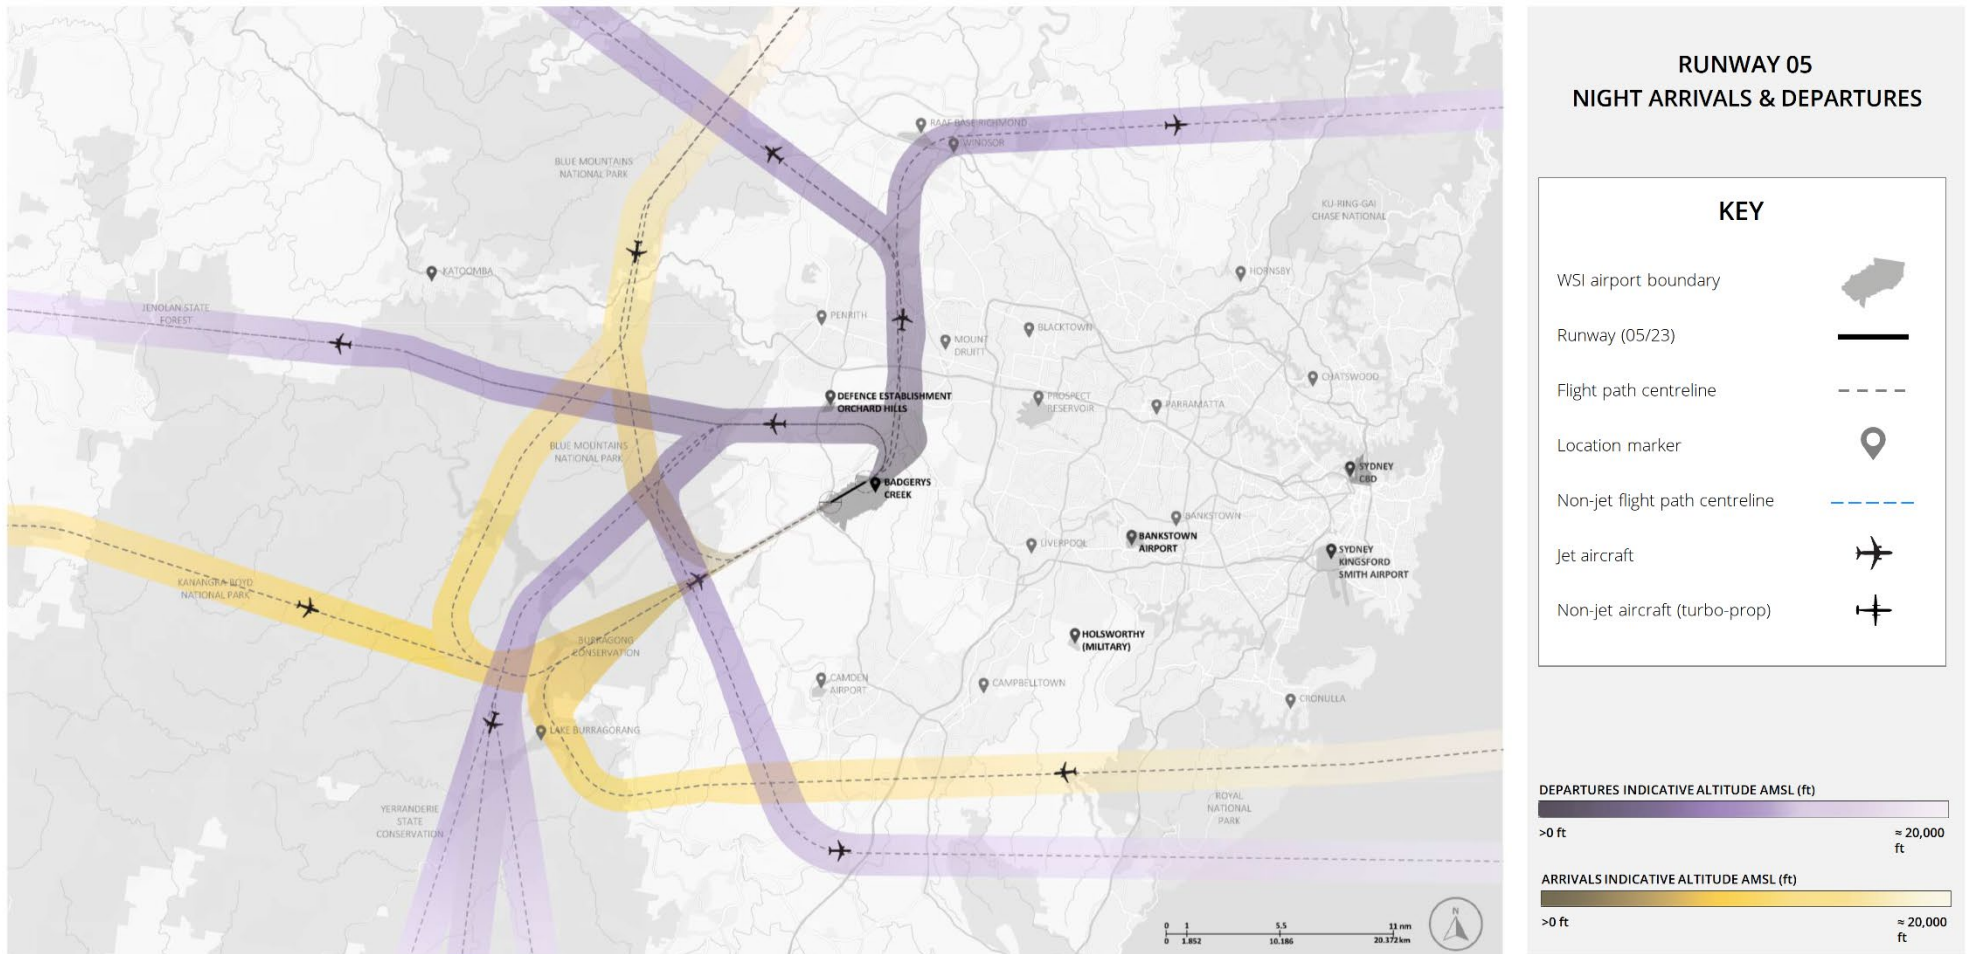 RUNWAY 05
NIGHT ARRIVALS & DEPARTURES
KEY
WSI airport boundary
Runway (05/23)
Flight path centreline
Location marker
Non-jet flight path centreline
Jet aircraft
Non-jet aircraft (turbo-prop)
DEPARTURES INDICATIVE ALTITUDE AMSL (ft)
>0 ft
≈ 20,000
ft
ARRIVALS INDICATIVE ALTITUDE AMSL (ft)
>0 ft
≈ 20,000
ft
RAAF BASE RICHMOND
WINDSOR
BLUE MOUNTAINS
NATIONAL PARK
KU-RING-GAI
CHASE NATIONAL
KATOOMBA
HORNSBY
JENOLAN STATE
FOREST
PENRITH
BLACKTOWN
MOUNT
DRUITT
CHATSWOOD
DEFENCE ESTABLISHMENT
ORCHARD HILLS
PROSPECT
RESERVOIR
PARRAMATTA
BLUE MOUNTAINS
NATIONAL PARK
SYDNEY
CBD
BADGERYS
CREEK
BANKSTOWN
BANKSTOWN
AIRPORT
LIVERPOOL
SYDNEY
KINGSFORD
SMITH AIRPORT
KANANGRA-BOYD
NATIONAL PARK
BURRAGONG
CONSERVATION
HOLSWORTHY
(MILITARY)
CAMDEN
AIRPORT
CAMPBELLTOWN
CRONULLA
LAKE BURRAGORANG
YERRANDERIE
STATE
CONSERVATION
ROYAL
NATIONAL
PARK
0 1 5.5 11 nm
0 1.852 10.186 20.372 km
N